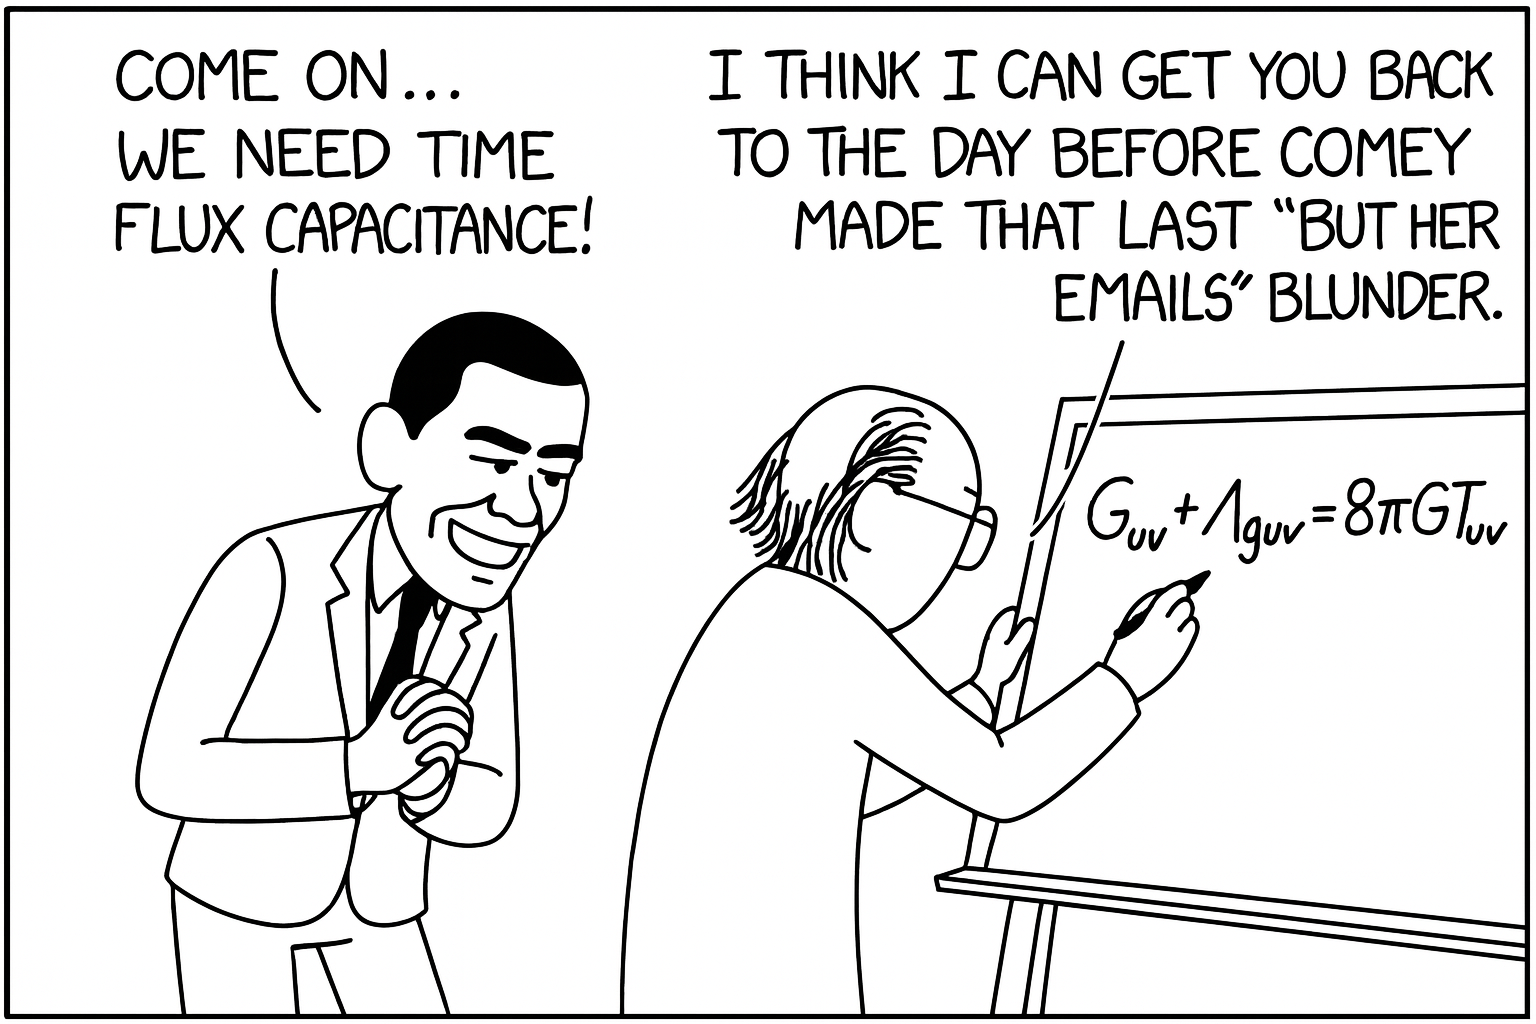 COME ON...
WE NEED TIME
FLUX CAPACITANCE!
I THINK I CAN GET YOU BACK
TO THE DAY BEFORE COMEY
MADE THAT LAST “BUT HER
EMAILS” BLUNDER.
Guv + Λguv = 8πGTuv